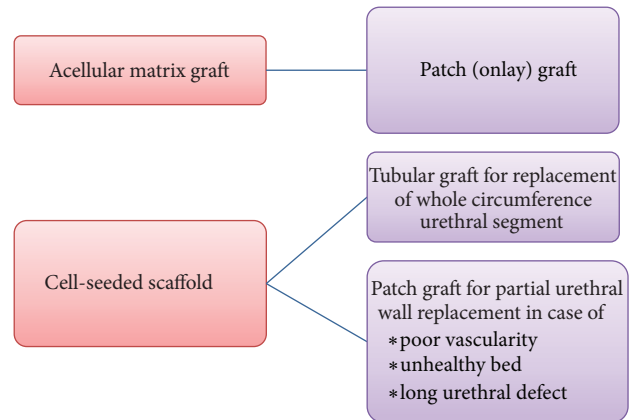 Acellular matrix graft
Patch (onlay) graft
Cell-seeded scaffold
Tubular graft for replacement
of whole circumference
urethral segment
Patch graft for partial urethral
wall replacement in case of
∗poor vascularity
∗unhealthy bed
∗long urethral defect